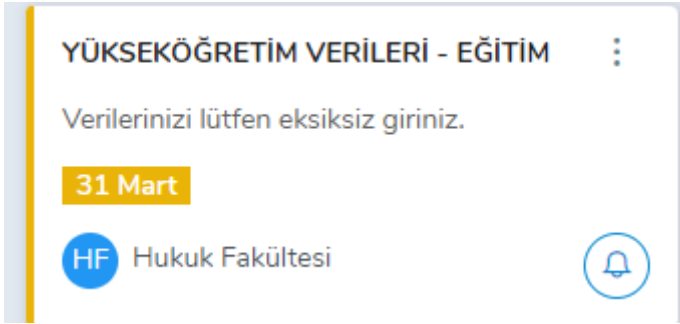 YÜKSEKÖĞRETİM VERİLERİ - EĞİTİM
Verilerinizi lütfen eksiksiz giriniz.
31 Mart
HF Hukuk Fakültesi